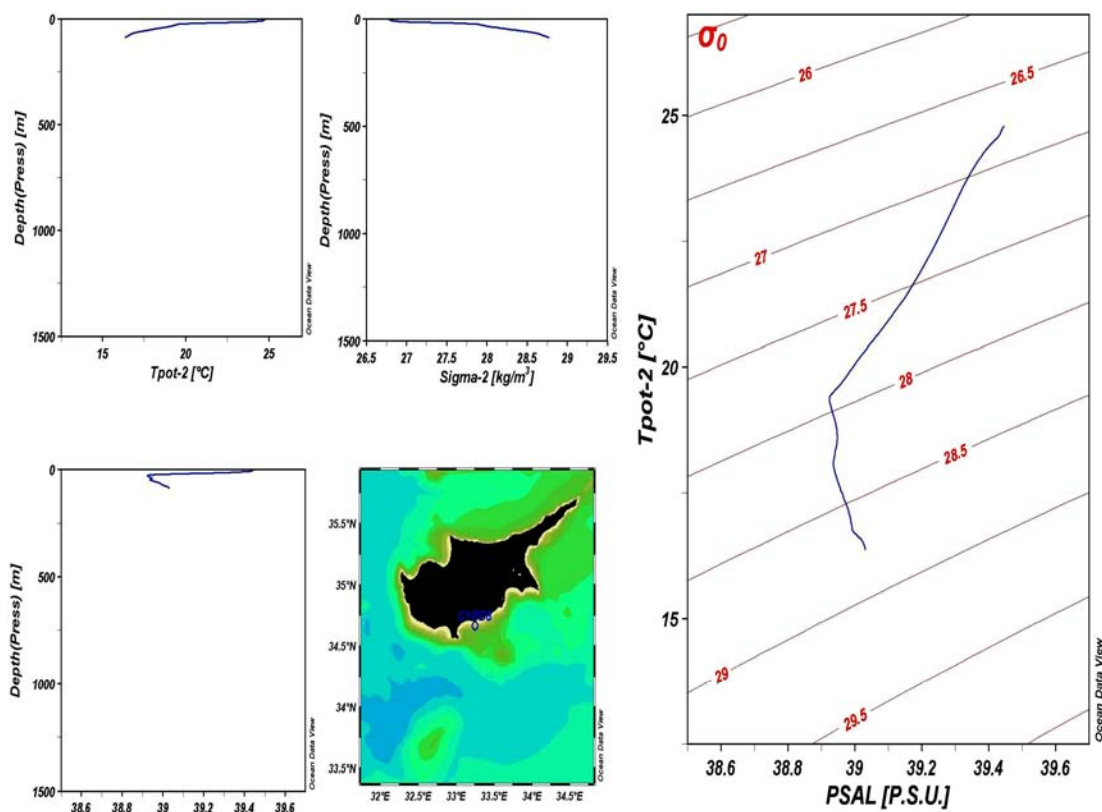 0
500
1000
1500
Depth(Press) [m]
15
20
25
Tpot-2 [°C]
Ocean Data View
0
500
1000
1500
Depth(Press) [m]
26.5
27
27.5
28
28.5
29
29.5
Sigma-2 [kg/m³]
Ocean Data View
σ₀
25
20
15
Tpot-2 [°C]
26
26.5
27
27.5
28
28.5
29
29.5
38.6
38.8
39
39.2
39.4
39.6
PSAL [P.S.U.]
Ocean Data View
0
500
1000
1500
Depth(Press) [m]
38.6
38.8
39
39.2
39.4
39.6
Ocean Data View
35.5°N
35°N
34.5°N
34°N
33.5°N
32°E
32.5°E
33°E
33.5°E
34°E
34.5°E
Ocean Data View